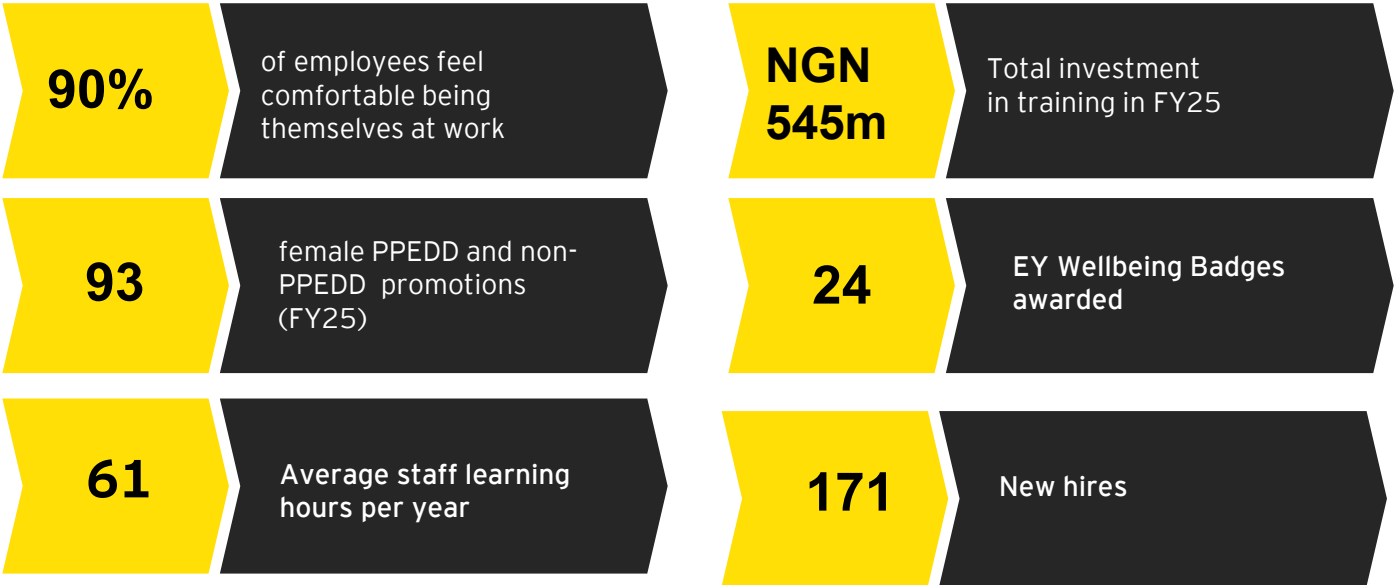 90%
of employees feel
comfortable being
themselves at work
NGN
545m
Total investment
in training in FY25
93
female PPEDD and non-
PPEDD  promotions
(FY25)
24
EY Wellbeing Badges
awarded
61
Average staff learning
hours per year
171
New hires